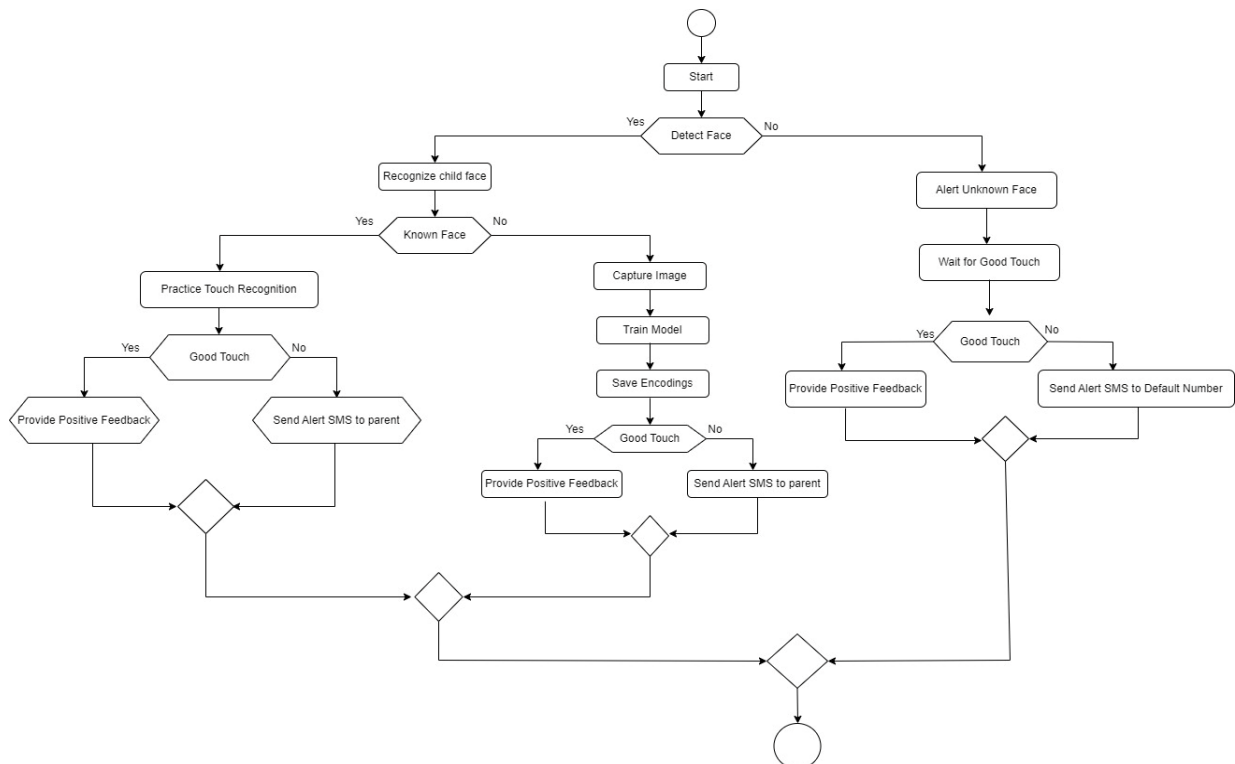 Start
Yes
Detect Face
No
Recognize child face
Alert Unknown Face
Yes
Known Face
No
Wait for Good Touch
Practice Touch Recognition
Capture Image
Train Model
Yes
Good Touch
No
Yes
Good Touch
No
Save Encodings
Provide Positive Feedback
Send Alert SMS to Default Number
Provide Positive Feedback
Send Alert SMS to parent
Yes
Good Touch
No
Provide Positive Feedback
Send Alert SMS to parent